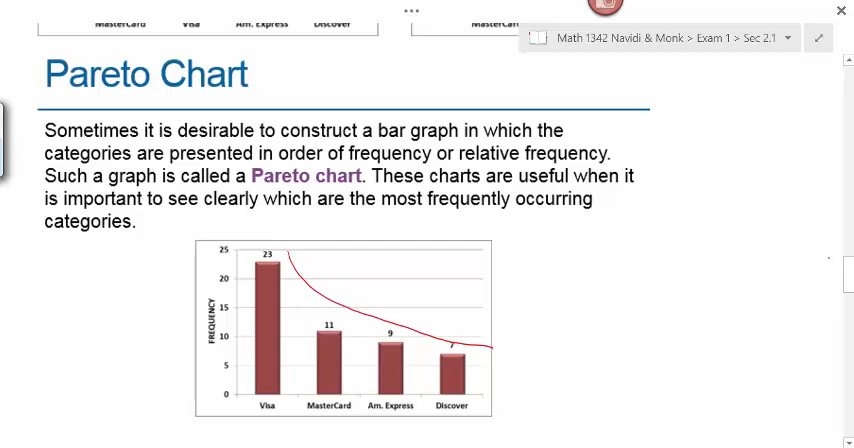 MasterCard Visa Am. Express Discover MasterCard
Math 1342 Navidi & Monk > Exam 1 > Sec 2.1
Pareto Chart
Sometimes it is desirable to construct a bar graph in which the
categories are presented in order of frequency or relative frequency.
Such a graph is called a Pareto chart. These charts are useful when it
is important to see clearly which are the most frequently occurring
categories.
FREQUENCY
25
20
15
10
5
0
23
11
9
7
Visa MasterCard Am. Express Discover